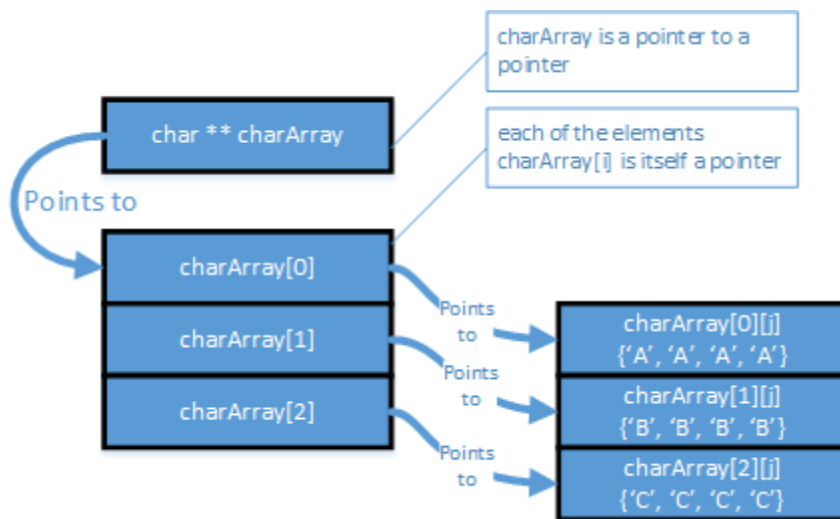 charArray is a pointer to a
pointer
char ** charArray
each of the elements
charArray[i] is itself a pointer
Points to
charArray[0]
charArray[1]
charArray[2]
Points
to
charArray[0][j]
{‘A’, ‘A’, ‘A’, ‘A’}
Points
to
charArray[1][j]
{‘B’, ‘B’, ‘B’, ‘B’}
Points
to
charArray[2][j]
{‘C’, ‘C’, ‘C’, ‘C’}